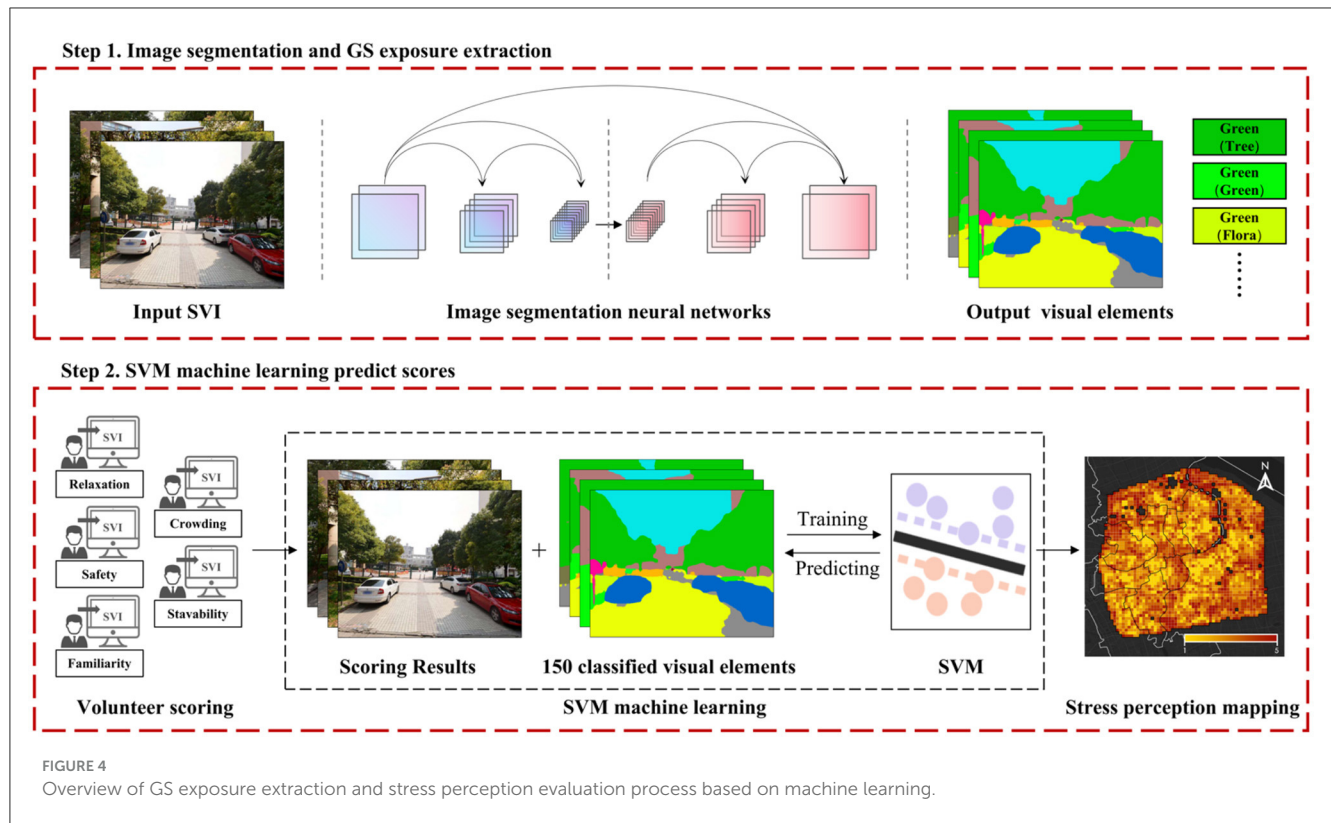 Step 1. Image segmentation and GS exposure extraction
Green
(Tree)
Green
(Green)
Green
(Flora)
Input SVI
Image segmentation neural networks
Output visual elements
Step 2. SVM machine learning predict scores
SVI
Relaxation
SVI
Crowding
SVI
Safety
SVI
Stavability
SVI
Familiarity
Volunteer scoring
+
Training
Predicting
Scoring Results
150 classified visual elements
SVM
SVM machine learning
N
1
5
Stress perception mapping
FIGURE 4
Overview of GS exposure extraction and stress perception evaluation process based on machine learning.